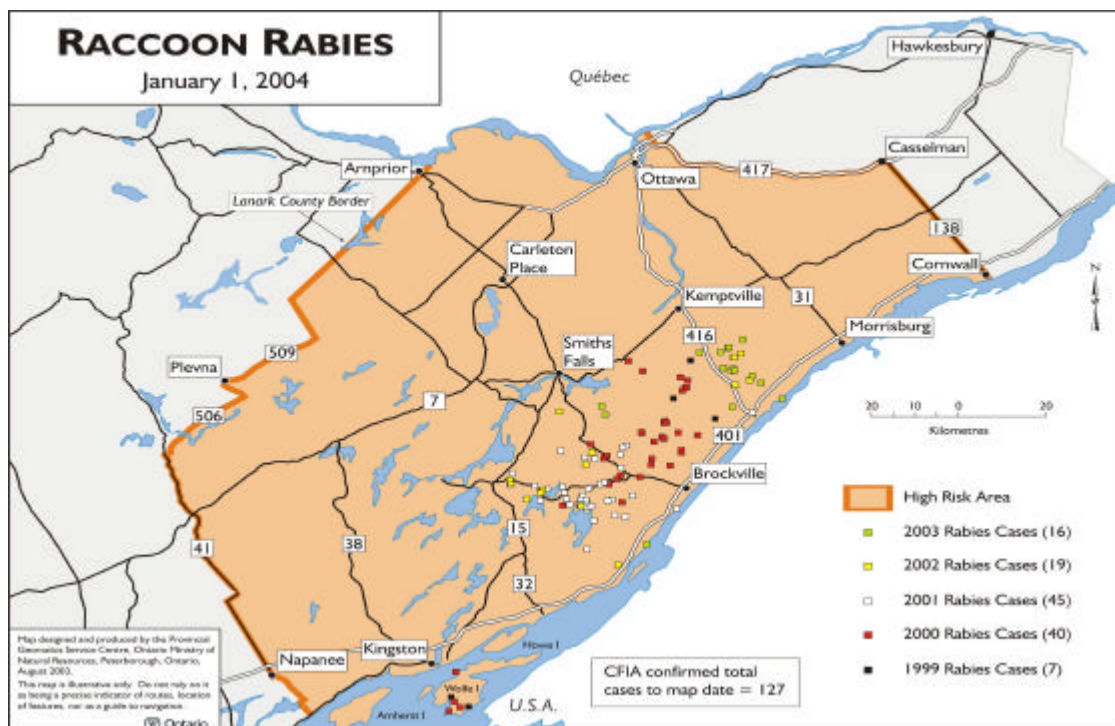 RACCOON RABIES
January 1, 2004
Québec
Hawkesbury
Arnprior
Lanark County Border
Ottawa
417
Casselman
138
Cornwall
Carleton
Place
Kemptville
31
N
Morrisburg
416
Smiths
Falls
509
Plevna
506
7
20 0 20
Kilometres
401
Brockville
High Risk Area
2003 Rabies Cases (16)
2002 Rabies Cases (19)
2001 Rabies Cases (45)
2000 Rabies Cases (40)
1999 Rabies Cases (7)
15
38
41
32
Kingston
Napanee
Howe I
Wolfe I
Amherst I
U.S.A.
CFIA confirmed total
cases to map date = 127
Map designed and produced by the Provincial
Geomatics Service Centre, Ontario Ministry of
Natural Resources, Peterborough, Ontario,
August 2003.
This map is illustrative only. Do not rely on it
as being a precise indicator of routes, location
of features, nor as a guide to navigation.
Ontario